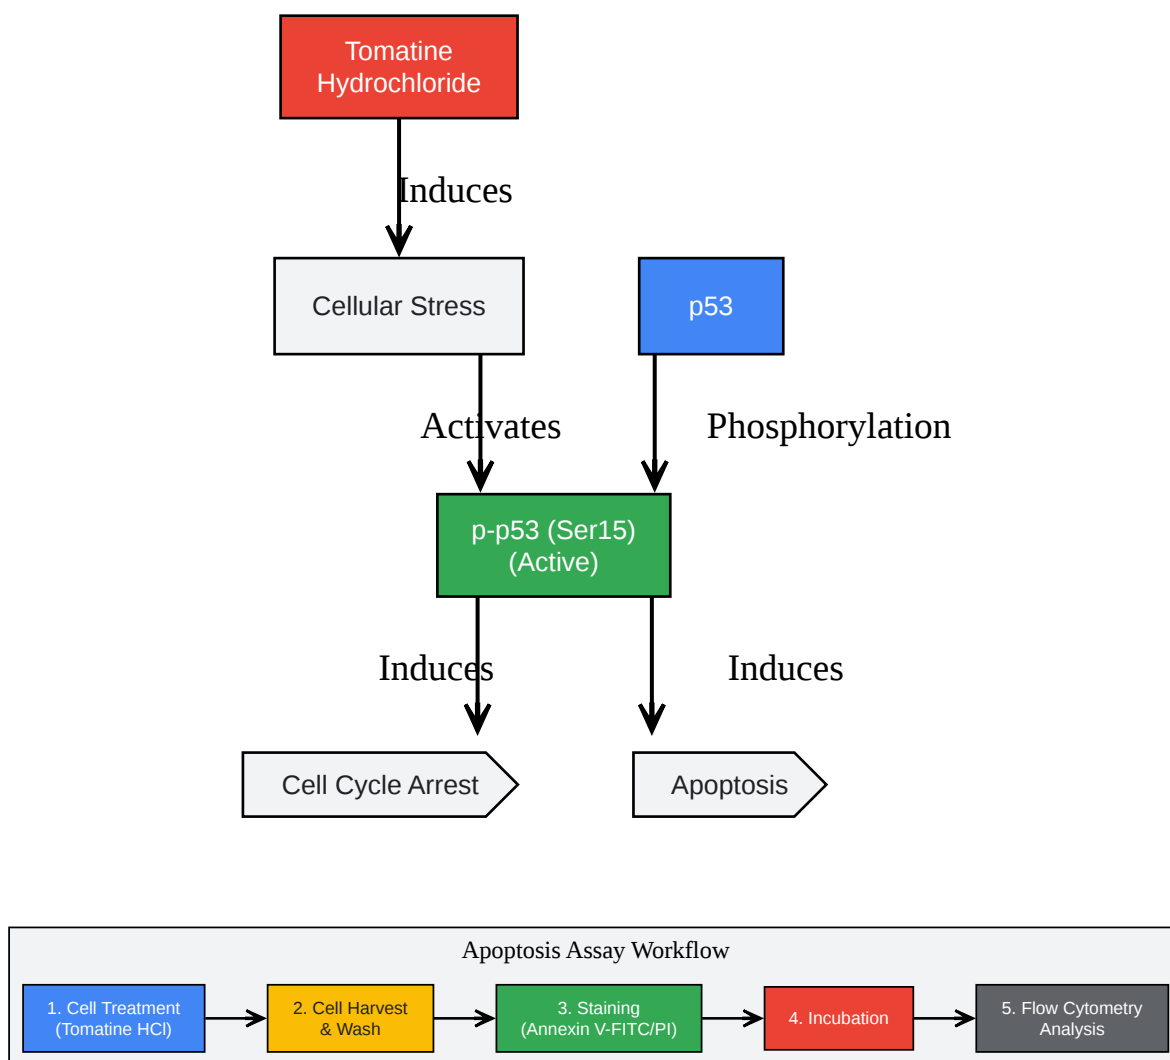 Tomatine
Hydrochloride
Induces
Cellular Stress
p53
Activates
Phosphorylation
p-p53 (Ser15)
(Active)
Induces
Induces
Cell Cycle Arrest
Apoptosis
Apoptosis Assay Workflow
1. Cell Treatment
(Tomatine HCl)
2. Cell Harvest
& Wash
3. Staining
(Annexin V-FITC/PI)
4. Incubation
5. Flow Cytometry
Analysis